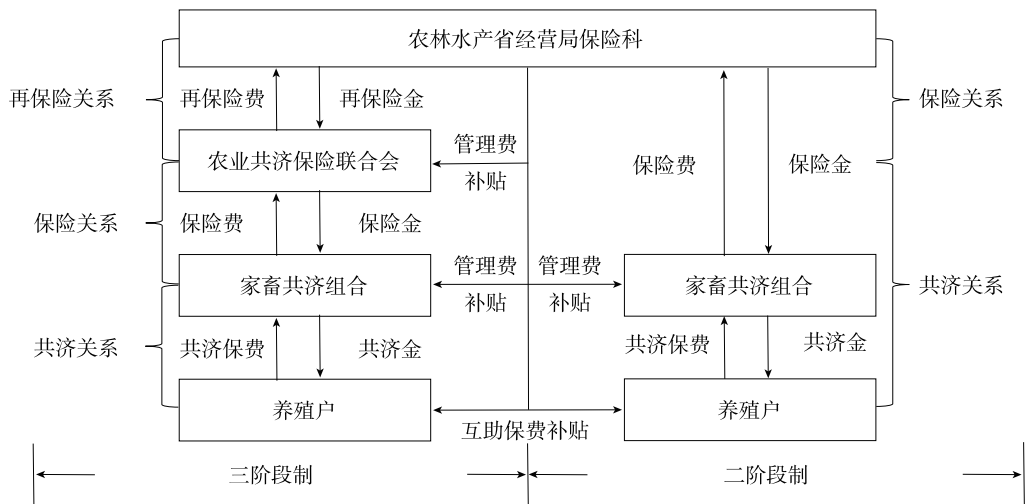 农林水产省经营局保险科
再保险关系
再保险费
再保险金
保险关系
农业共济保险联合会
管理费
补贴
保险费
保险金
保险关系
保险费
保险金
家畜共济组合
管理费
补贴
管理费
补贴
家畜共济组合
共济关系
共济关系
共济保费
共济金
共济保费
共济金
养殖户
互助保费补贴
养殖户
三阶段制
二阶段制